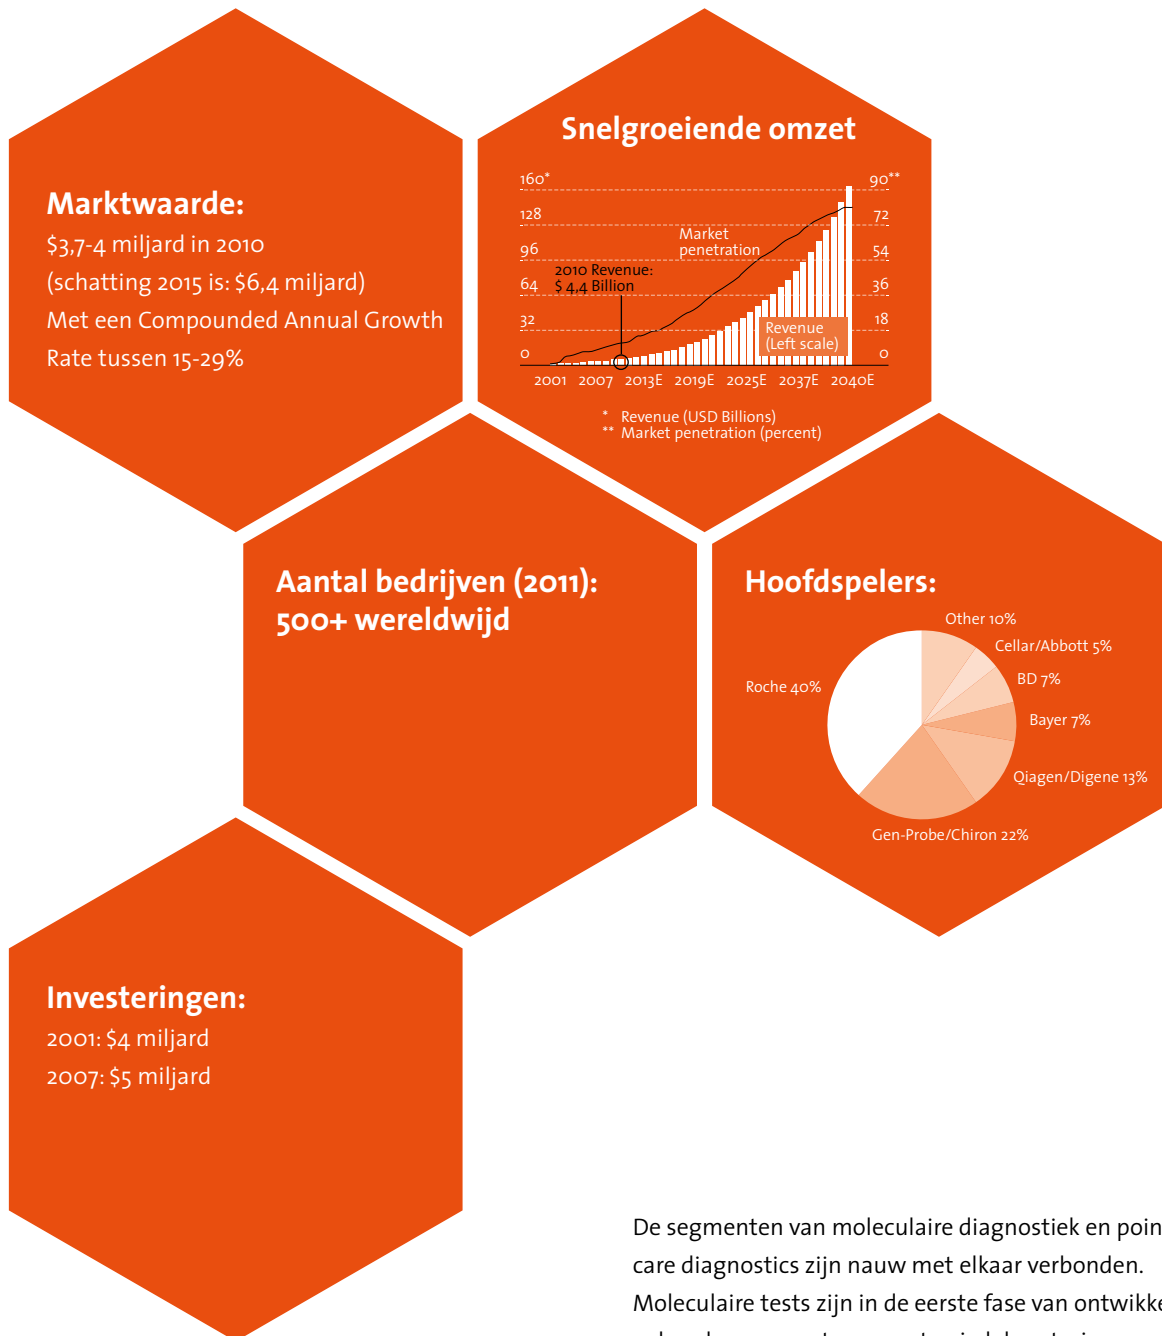 Marktwaarde:
$3,7-4 miljard in 2010
(schatting 2015 is: $6,4 miljard)
Met een Compounded Annual Growth
Rate tussen 15-29%
Snelgroeiende omzet
160*
90**
128
72
96
54
64
36
32
18
0
0
Market
penetration
2010 Revenue:
$ 4,4 Billion
Revenue
(Left scale)
2001 2007 2013E 2019E 2025E 2037E 2040E
* Revenue (USD Billions)
** Market penetration (percent)
Aantal bedrijven (2011):
500+ wereldwijd
Hoofdspelers:
Other 10%
Cellar/Abbott 5%
BD 7%
Bayer 7%
Qiagen/Digene 13%
Gen-Probe/Chiron 22%
Roche 40%
Investeringen:
2001: $4 miljard
2007: $5 miljard
De segmenten van moleculaire diagnostiek en poin
care diagnostics zijn nauw met elkaar verbonden.
Moleculaire tests zijn in de eerste fase van ontwikke